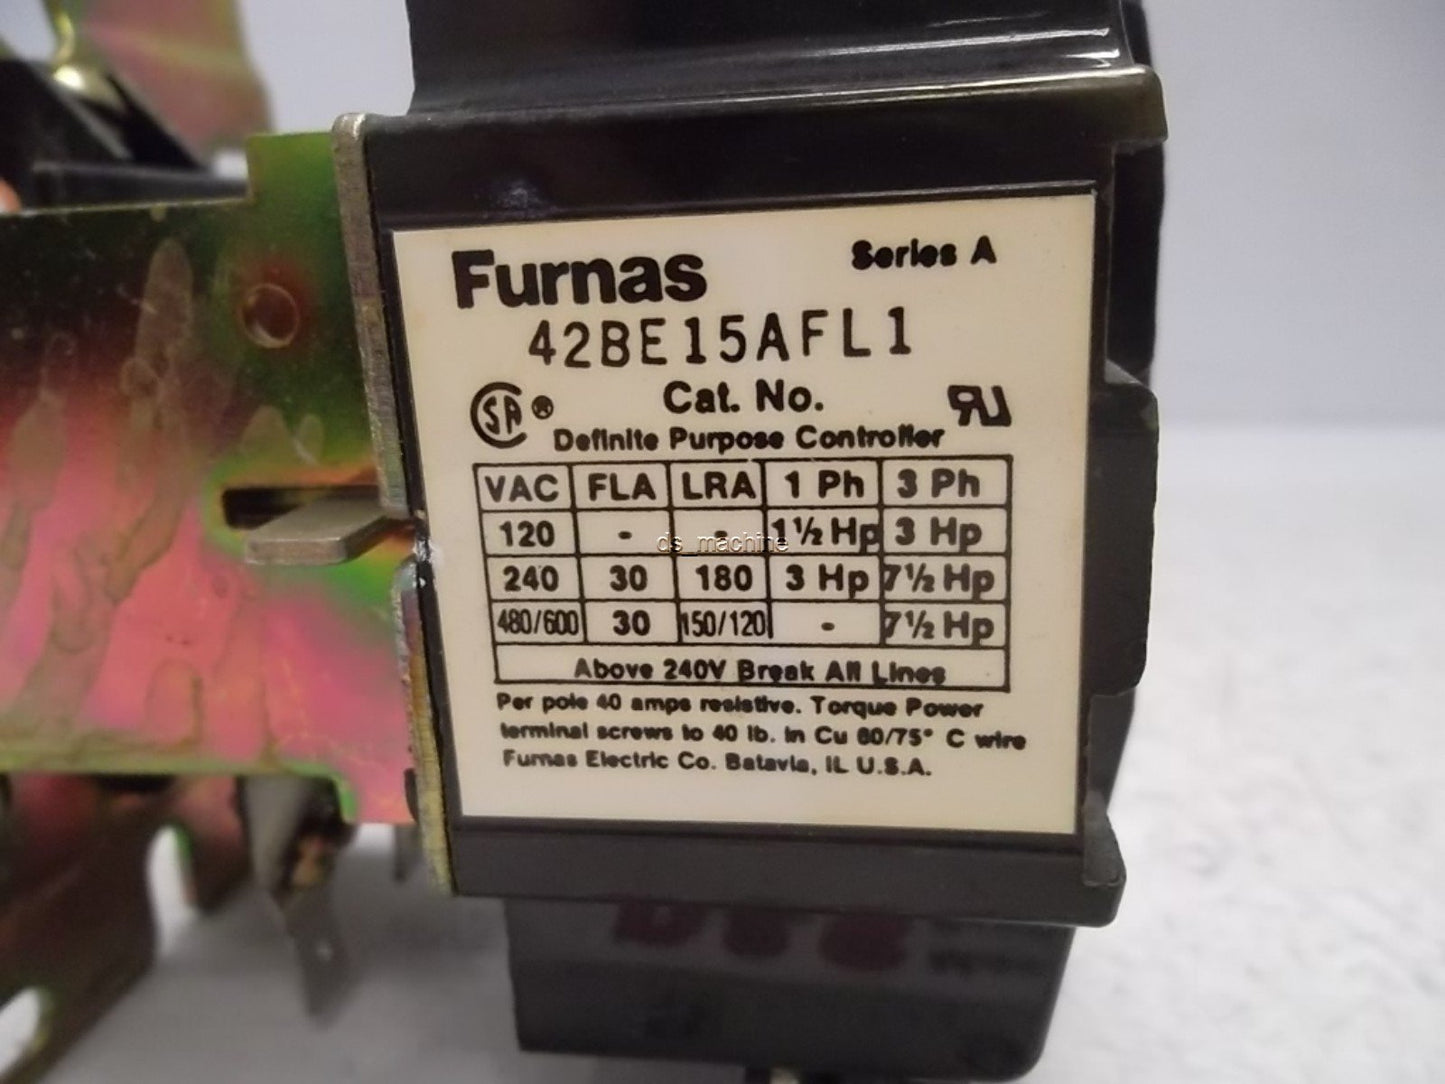 Furnas Series A
42BE15AFL1
SA ® Cat. No. RU
Definite Purpose Controller
VAC FLA LRA 1 Ph 3 Ph
120 - - 1½ Hp 3 Hp
ds_machine
240 30 180 3 Hp 7½ Hp
480/600 30 150/120 - 7½ Hp
Above 240V Break All Lines
Per pole 40 amps resistive. Torque Power
terminal screws to 40 lb. in Cu 60/75° C wire
Furnas Electric Co. Batavia, IL U.S.A.